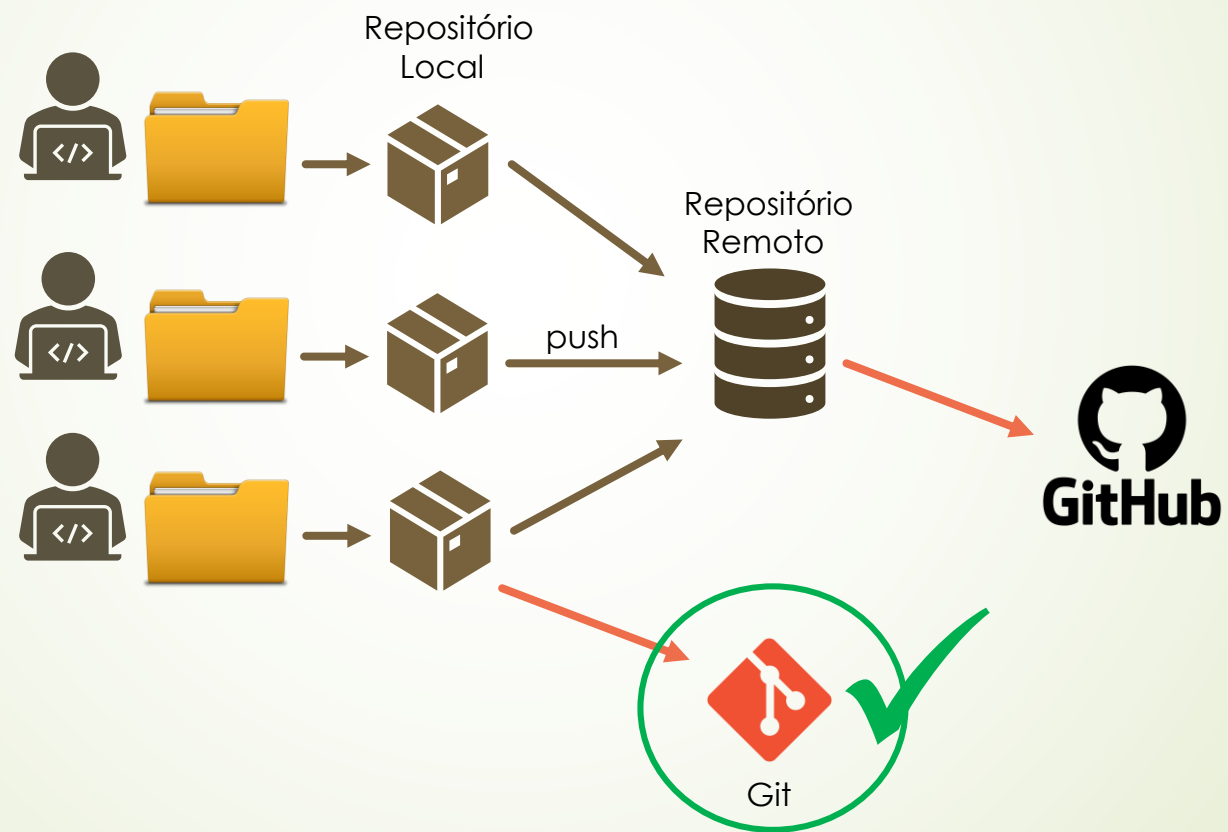 Repositório
Local
</>
Repositório
Remoto
</>
push
</>
GitHub
Git